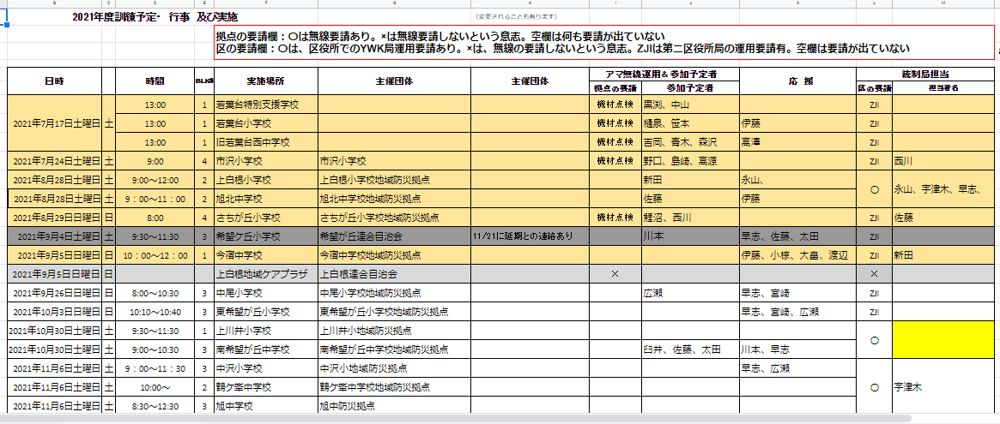 B C D E F G H I J K L M
2021年度訓練予定・ 行事 及び実施 （変更されることも有ります）
拠点の要請欄：〇は無線要請あり。×は無線要請しないという意志。空欄は何も要請が出ていない
区の要請欄：〇は、区役所でのYWK局運用要請あり。×は、無線の要請しないという意志。ZJIは第二区役所局の運用要請有。空欄は要請が出ていない
日時 時間 BLK 実施場所 主催団体 主催団体 アマ無線運用＆参加予定者 応 援 統制局担当
拠点の要請 参加予定者 区の要請 担当者名
2021年7月17日土曜日 土 13:00 1 若葉台特別支援学校 機材点検 黒渕、中山 ZJI
13:00 1 若葉台小学校 機材点検 樋泉、笹本 伊藤 ZJI
13:00 1 旧若葉台西中学校 機材点検 吉岡、青木、森沢 高澤 ZJI
2021年7月24日土曜日 土 9:00 4 市沢小学校 市沢小学校 機材点検 野口、島崎、高源 ZJI 西川
2021年8月28日土曜日 土 9:00～12:00 2 上白根小学校 上白根小学校地域防災拠点 新田 永山、 〇 永山、宇津木、早志、
2021年8月28日土曜日 土 9：00～11：00 2 旭北中学校 旭北中学校地域防災拠点 佐藤 伊藤
2021年8月29日日曜日 日 8:00 4 さちが丘小学校 さちが丘小学校地域防災拠点 機材点検 鯉沼、西川 ZJI 佐藤
2021年9月4日土曜日 土 9:30～11:30 3 希望ケ丘小学校 希望が丘連合自治会 11/21に延期との連絡あり 川本 早志、佐藤、太田 ZJI
2021年9月5日日曜日 日 10：00～12：00 1 今宿中学校 今宿中学校地域防災拠点 伊藤、小椋、大畠、渡辺 ZJI 新田
2021年9月5日日曜日 日 上白根地域ケアプラザ 上白根連合自治会 × ×
2021年9月26日日曜日 日 8:00～10:30 3 中尾小学校 中尾小学校地域防災拠点 広瀬 早志、宮崎 ZJI
2021年10月3日日曜日 日 10:10～10:40 3 東希望が丘小学校 東希望が丘小学校地域防災拠点 早志、宮崎、広瀬 ZJI
2021年10月30日土曜日 土 9:30～11:30 1 上川井小学校 上川井小地域防災拠点 〇
2021年10月30日土曜日 土 9:00～10:30 3 南希望が丘中学校 南希望が丘中学校地域防災拠点 臼井、佐藤、太田 川本、早志
2021年11月6日土曜日 土 9：00～11：30 3 中沢小学校 中沢小地域防災拠点 早志、広瀬 〇 宇津木
2021年11月6日土曜日 土 10:00～ 2 鶴ケ峯中学校 鶴ケ峯中学校地域防災拠点
2021年11月6日土曜日 土 8:30～12:30 3 旭中学校 旭中防災拠点